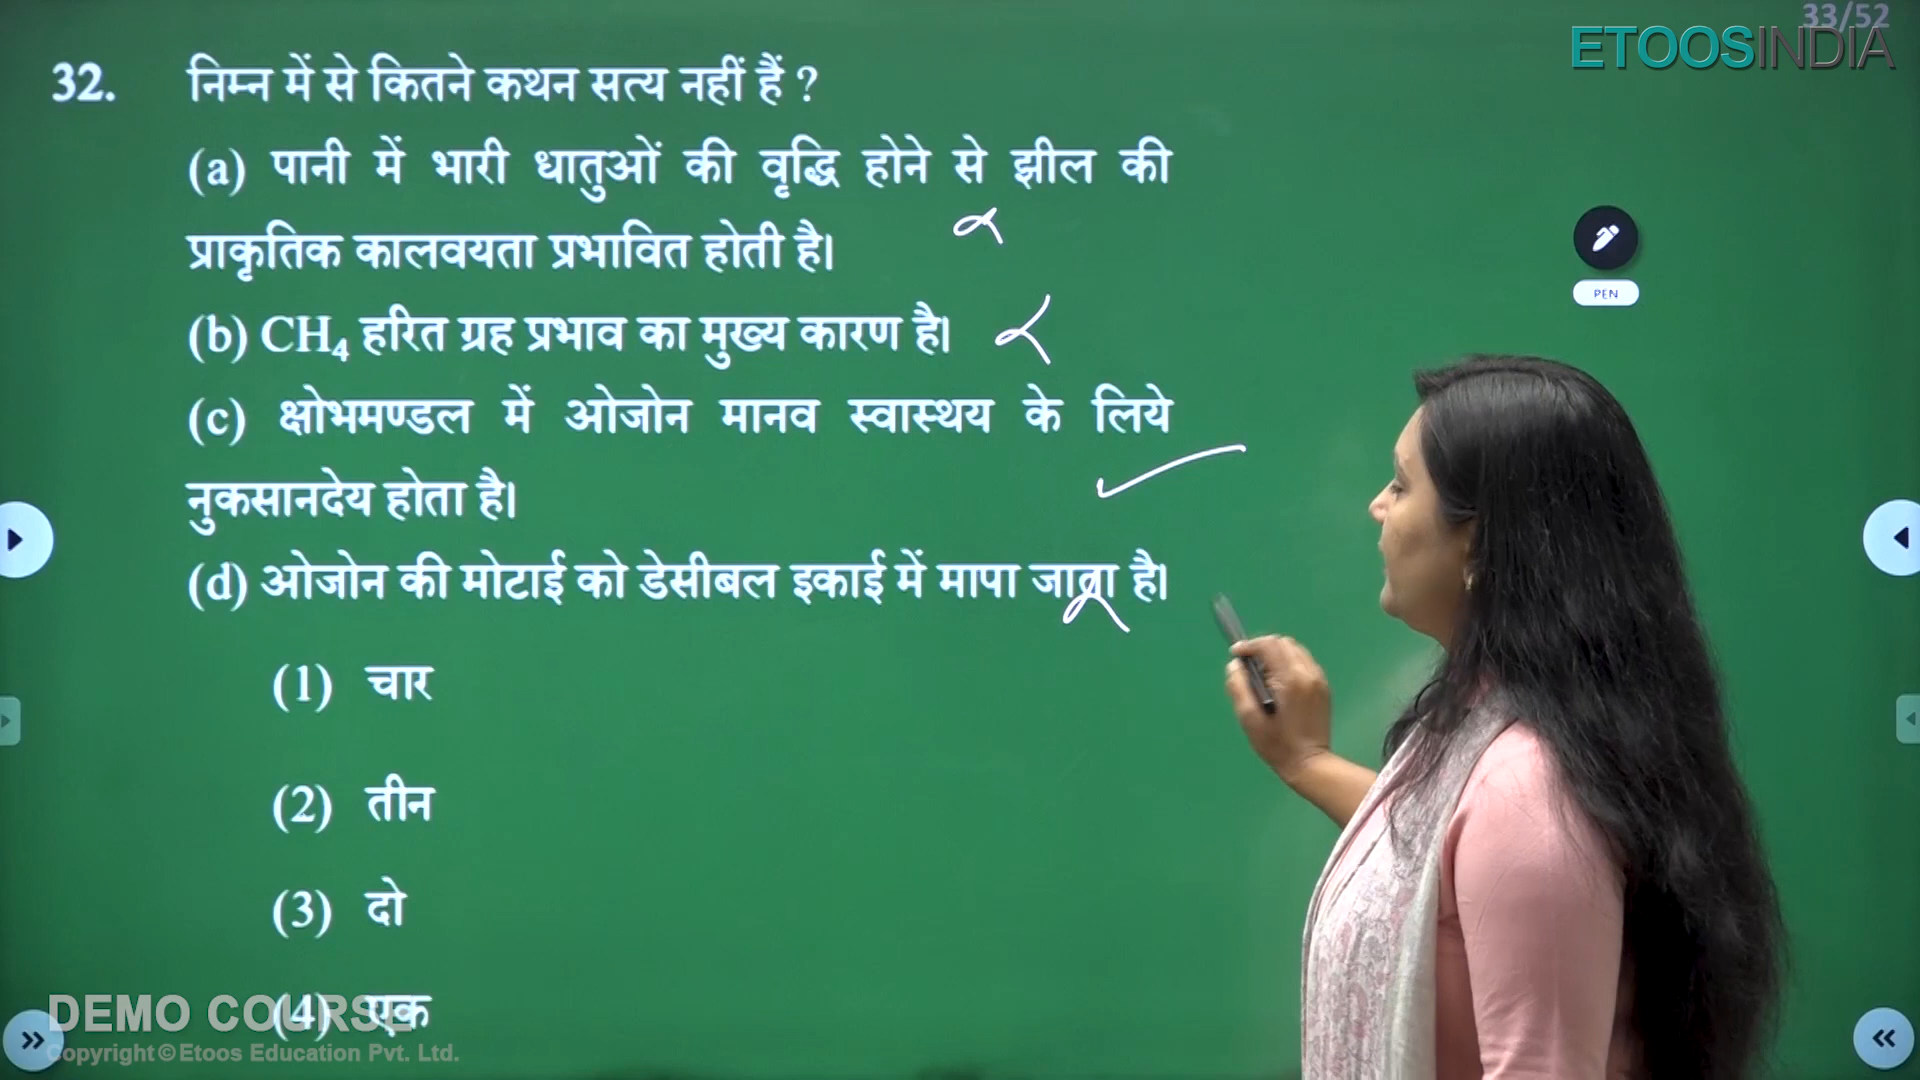 33/52
ETOOSINDIA
32. निम्न में से कितने कथन सत्य नहीं हैं ?
(a) पानी में भारी धातुओं की वृद्धि होने से झील की
प्राकृतिक कालवयता प्रभावित होती है।
(b) CH₄ हरित ग्रह प्रभाव का मुख्य कारण है।
(c) क्षोभमण्डल में ओजोन मानव स्वास्थय के लिये
नुकसानदेय होता है।
(d) ओजोन की मोटाई को डेसीबल इकाई में मापा जाता है।
(1) चार
(2) तीन
(3) दो
(4) एक
PEN
DEMO COURSE
Copyright © Etoos Education Pvt. Ltd.